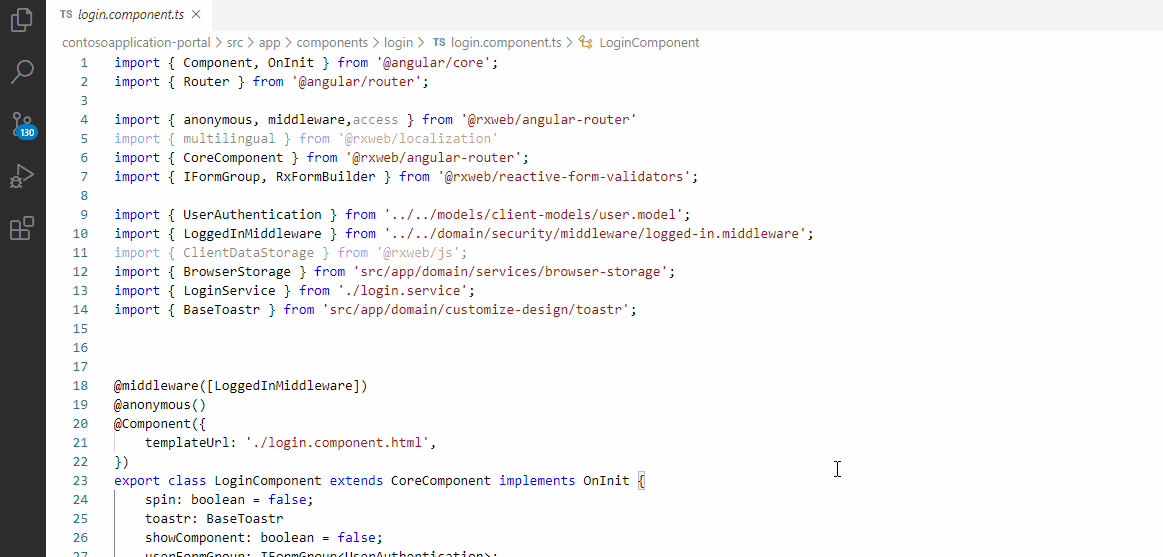 TS login.component.ts ×
contosoapplication-portal > src > app > components > login > TS login.component.ts > LoginComponent
1 import { Component, OnInit } from '@angular/core';
2 import { Router } from '@angular/router';
3
4 import { anonymous, middleware,access } from '@rxweb/angular-router'
5 import { multilingual } from '@rxweb/localization'
6 import { CoreComponent } from '@rxweb/angular-router';
7 import { IFormGroup, RxFormBuilder } from '@rxweb/reactive-form-validators';
8
9 import { UserAuthentication } from '../../models/client-models/user.model';
10 import { LoggedInMiddleware } from '../../domain/security/middleware/logged-in.middleware';
11 import { ClientDataStorage } from '@rxweb/js';
12 import { BrowserStorage } from 'src/app/domain/services/browser-storage';
13 import { LoginService } from './login.service';
14 import { BaseToastr } from 'src/app/domain/customize-design/toastr';
15
16
17
18 @middleware([LoggedInMiddleware])
19 @anonymous()
20 @Component({
21 templateUrl: './login.component.html',
22 })
23 export class LoginComponent extends CoreComponent implements OnInit {
24 spin: boolean = false;
25 toastr: BaseToastr
26 showComponent: boolean = false;
27 userFormGroup: IFormGroup<UserAuthentication>;
130